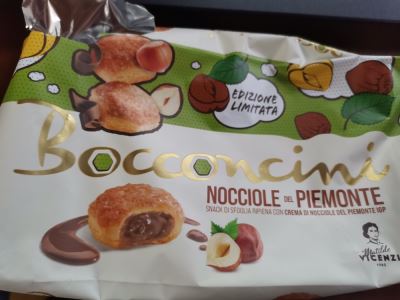 EDIZIONE
LIMITATA
Bocconcini
NOCCIOLE DEL PIEMONTE
SNACK DI SFOGLIA RIPIENA CON CREMA DI NOCCIOLE DEL PIEMONTE IGP
Matilde
VICENZI
1905